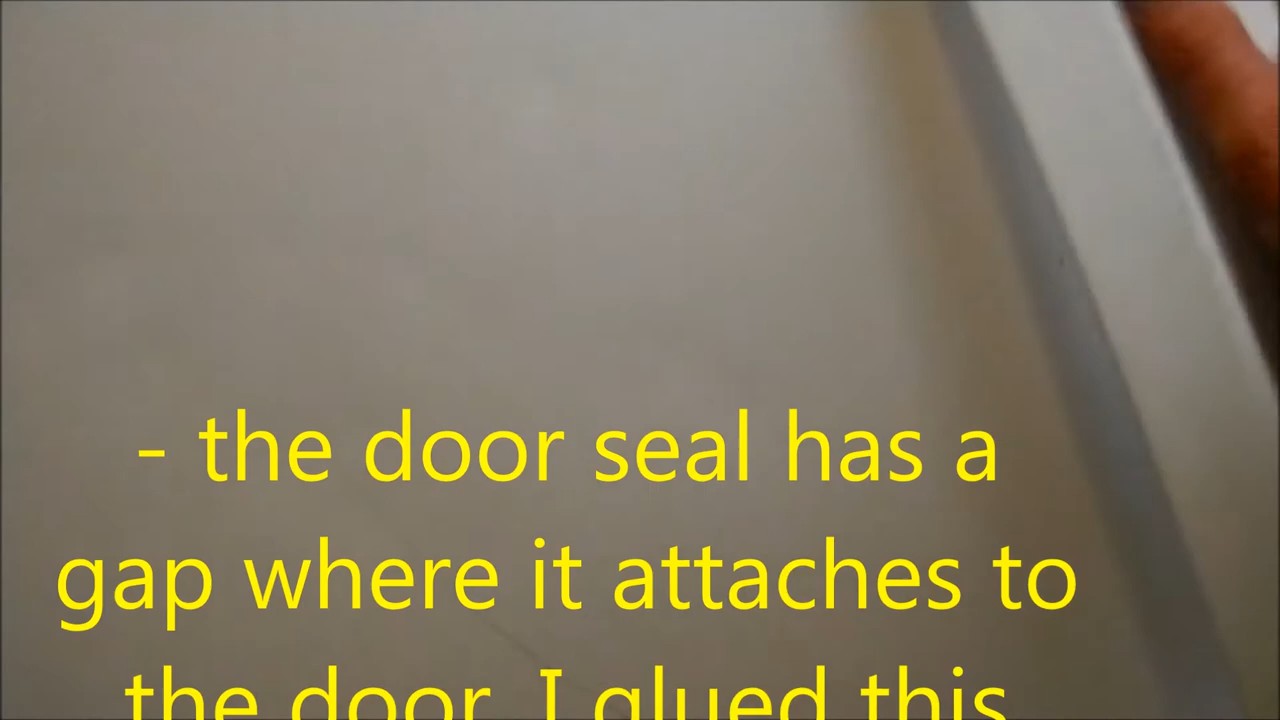 - the door seal has a
gap where it attaches to
the door. I glued this